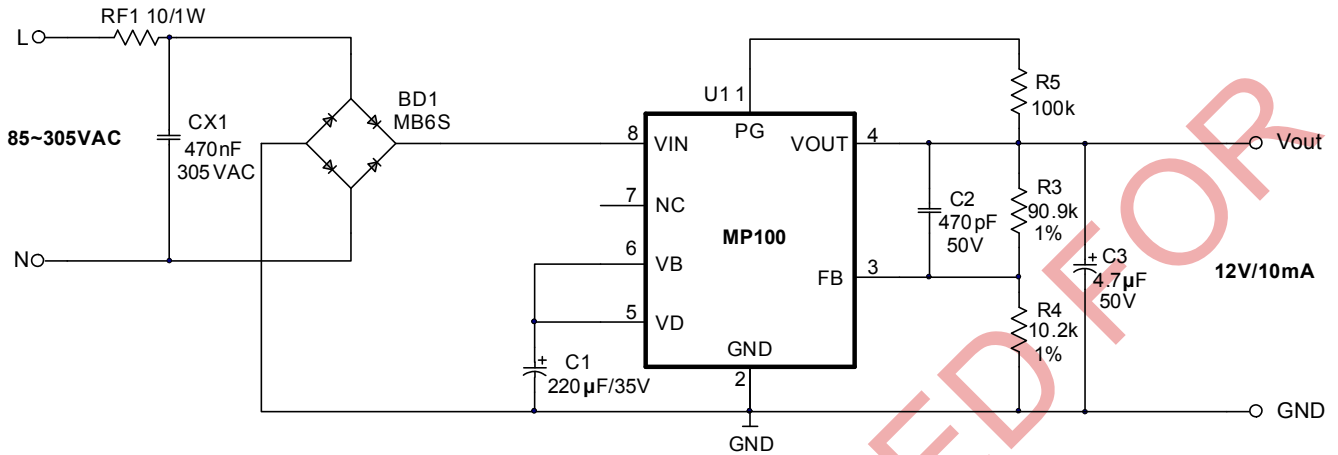 RF1 10/1W
L
85~305VAC
CX1
470nF
305VAC
N
BD1
MB6S
U1 1
PG
8
VIN
7
NC
6
VB
5
VD
MP100
VOUT
4
FB
3
GND
2
GND
C1
+
220µF/35V
R5
100k
C2
470pF
50V
R3
90.9k
1%
R4
10.2k
1%
+ C3
4.7µF
50V
Vout
12V/10mA
GND
ED FOR